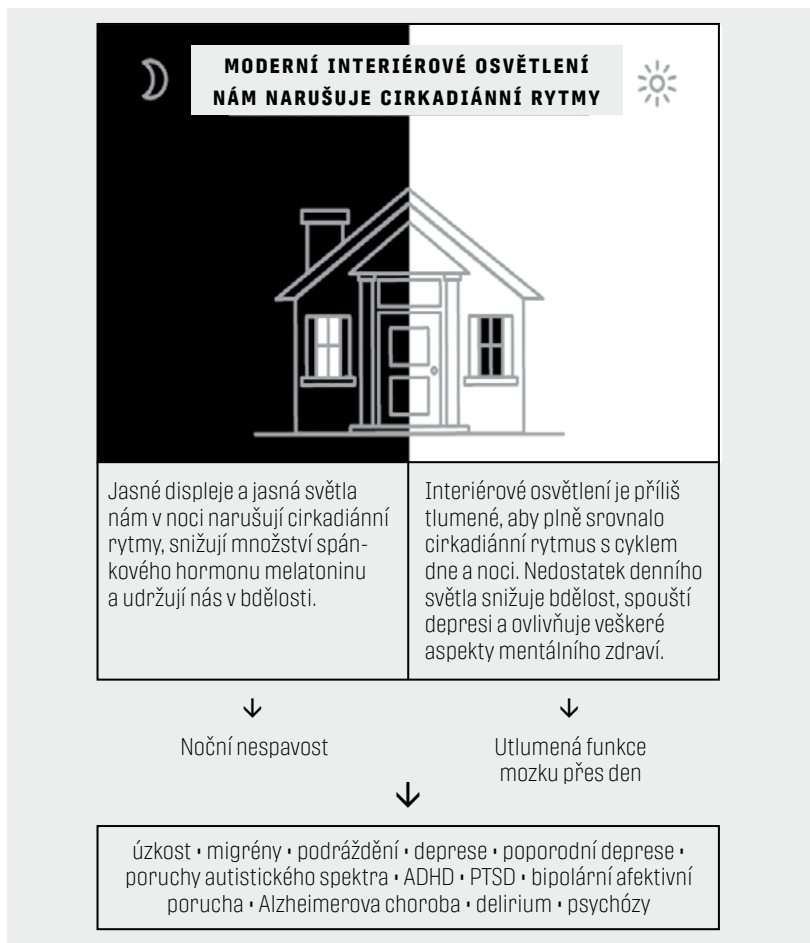 MODERNÍ INTERIÉROVÉ OSVĚTLENÍ
NÁM NARUŠUJE CIRKADIÁNNÍ RYTMY
Jasné displeje a jasná světla
nám v noci narušují cirkadiánní
rytmy, snižují množství spán-
kového hormonu melatoninu
a udržují nás v bdělosti.
Interiérové osvětlení je příliš
tlumené, aby plně srovnalo
cirkadiánní rytmus s cyklem
dne a noci. Nedostatek denního
světla snižuje bdělost, spouští
depresi a ovlivňuje veškeré
aspekty mentálního zdraví.
Noční nespavost
Utlumená funkce
mozku přes den
úzkost • migrény • podráždění • deprese • poporodní deprese •
poruchy autistického spektra • ADHD • PTSD • bipolární afektivní
porucha • Alzheimerova choroba • delirium • psychózy